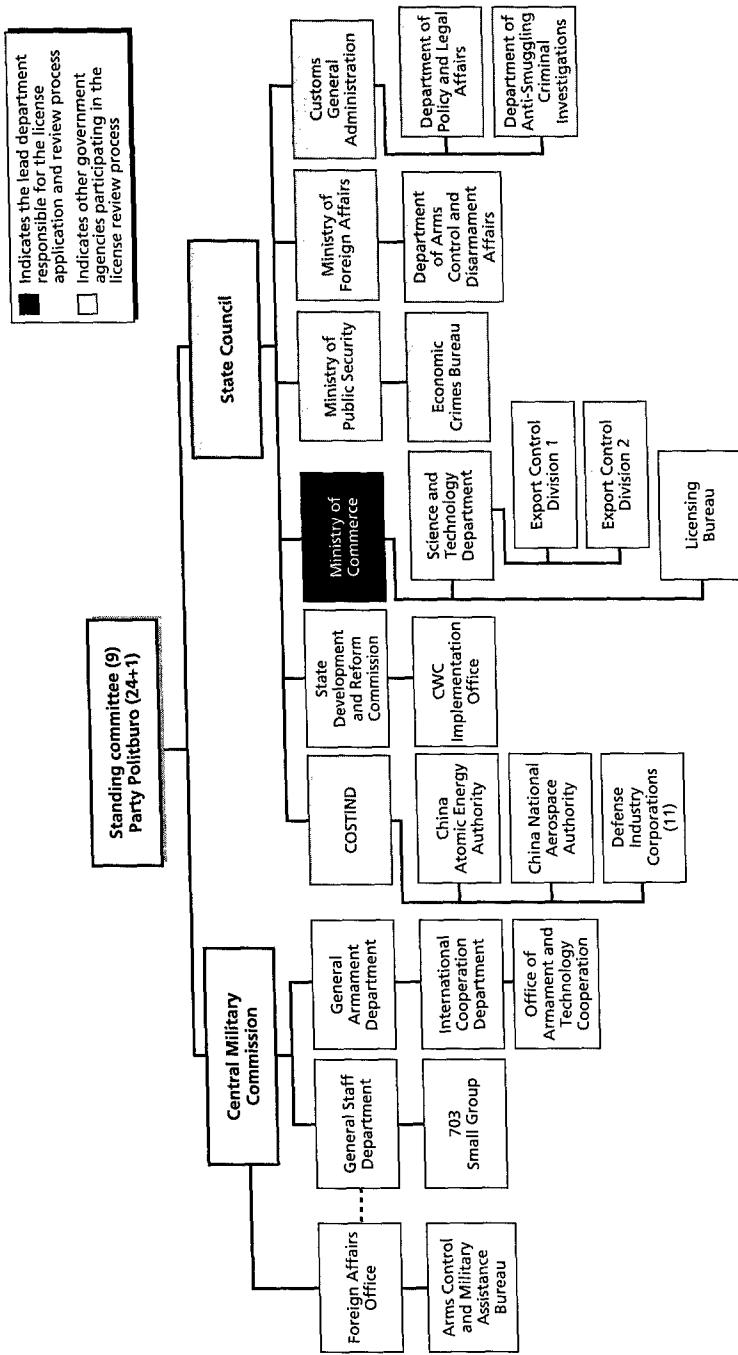 Indicates the lead department
responsible for the license
application and review process
Indicates other government
agencies participating in the
license review process
Standing committee (9)
Party Politburo (24+1)
Central Military
Commission
State Council
Foreign Affairs
Office
General Staff
Department
General
Armament
Department
COSTIND
State
Development
and Reform
Commission
Ministry of
Commerce
Ministry of
Public Security
Ministry of
Foreign Affairs
Customs
General
Administration
Arms Control
and Military
Assistance
Bureau
703
Small Group
International
Cooperation
Department
Office of
Armament and
Technology
Cooperation
China
Atomic Energy
Authority
China National
Aerospace
Authority
Defense
Industry
Corporations
(11)
CWC
Implementation
Office
Science and
Technology
Department
Export Control
Division 1
Export Control
Division 2
Licensing
Bureau
Economic
Crimes Bureau
Department
of Arms
Control and
Disarmament
Affairs
Department of
Policy and Legal
Affairs
Department of
Anti-Smuggling
Criminal
Investigations